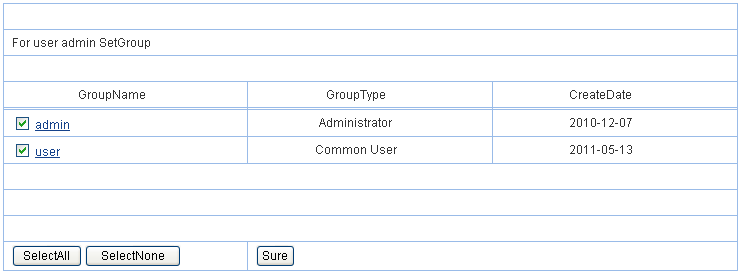 For user admin SetGroup
GroupName GroupType CreateDate
admin Administrator 2010-12-07
user Common User 2011-05-13
SelectAll SelectNone Sure